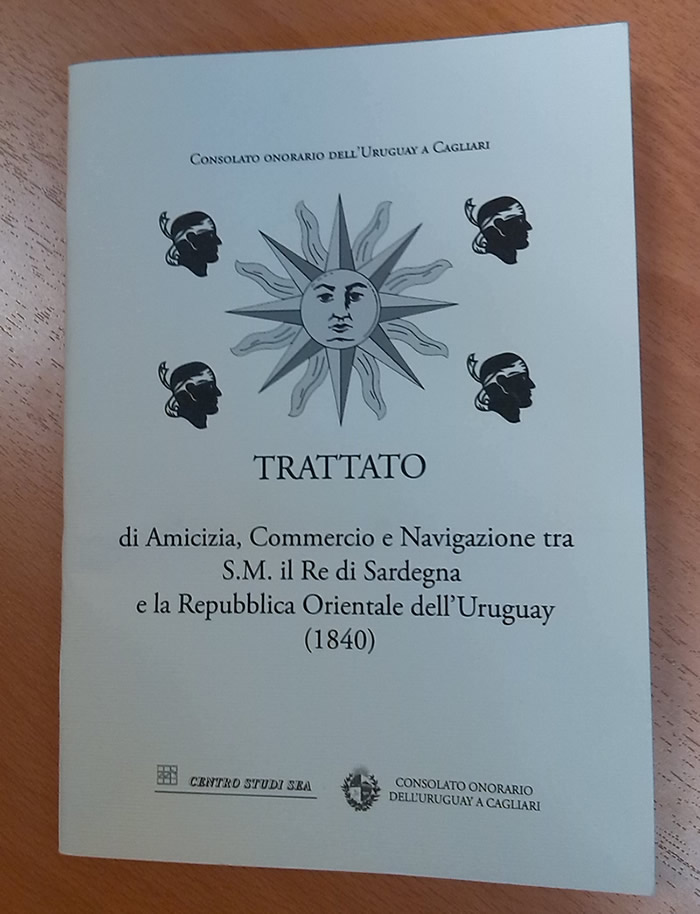 CONSOLATO ONORARIO DELL'URUGUAY A CAGLIARI
TRATTATO
di Amicizia, Commercio e Navigazione tra
S.M. il Re di Sardegna
e la Repubblica Orientale dell'Uruguay
(1840)
CENTRO STUDI SEA
CONSOLATO ONORARIO
DELL'URUGUAY A CAGLIARI